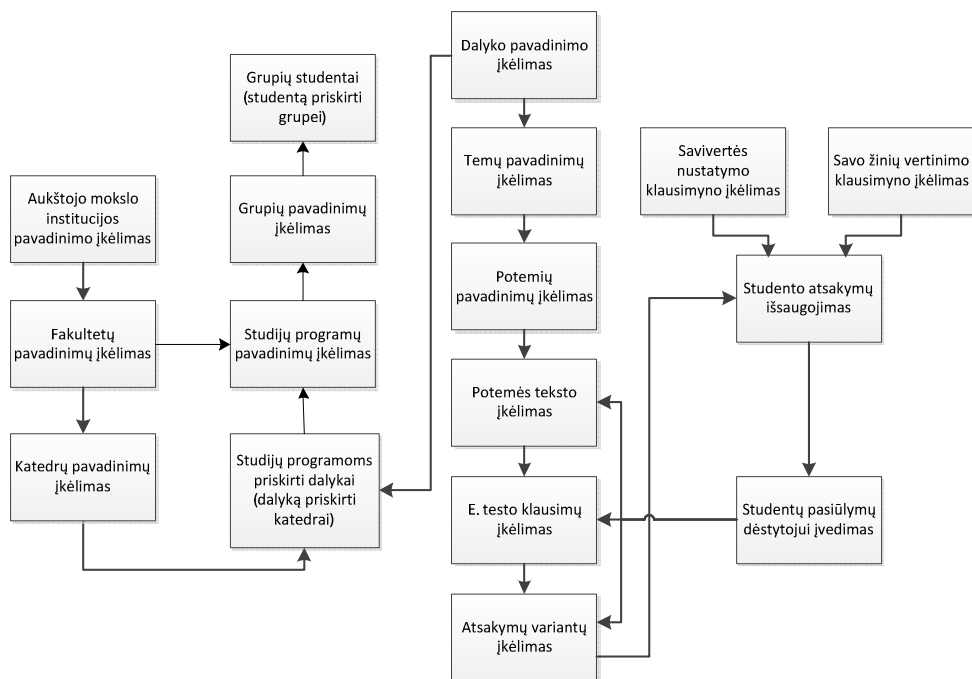 Dalyko pavadinimo
įkėlimas
Grupių studentai
(studentą priskirti
grupei)
Temų pavadinimų
įkėlimas
Savivertės
nustatymo
klausimyno įkėlimas
Savo žinių vertinimo
klausimyno įkėlimas
Aukštojo mokslo
institucijos
pavadinimo įkėlimas
Grupių pavadinimų
įkėlimas
Potemių
pavadinimų įkėlimas
Studento atsakymų
išsaugojimas
Fakultetų
pavadinimų įkėlimas
Studijų programų
pavadinimų įkėlimas
Potemės teksto
įkėlimas
Katedrų pavadinimų
įkėlimas
Studijų programoms
priskirti dalykai
(dalyką priskirti
katedrai)
E. testo klausimų
įkėlimas
Studentų pasiūlymų
dėstytojui įvedimas
Atsakymų variantų
įkėlimas